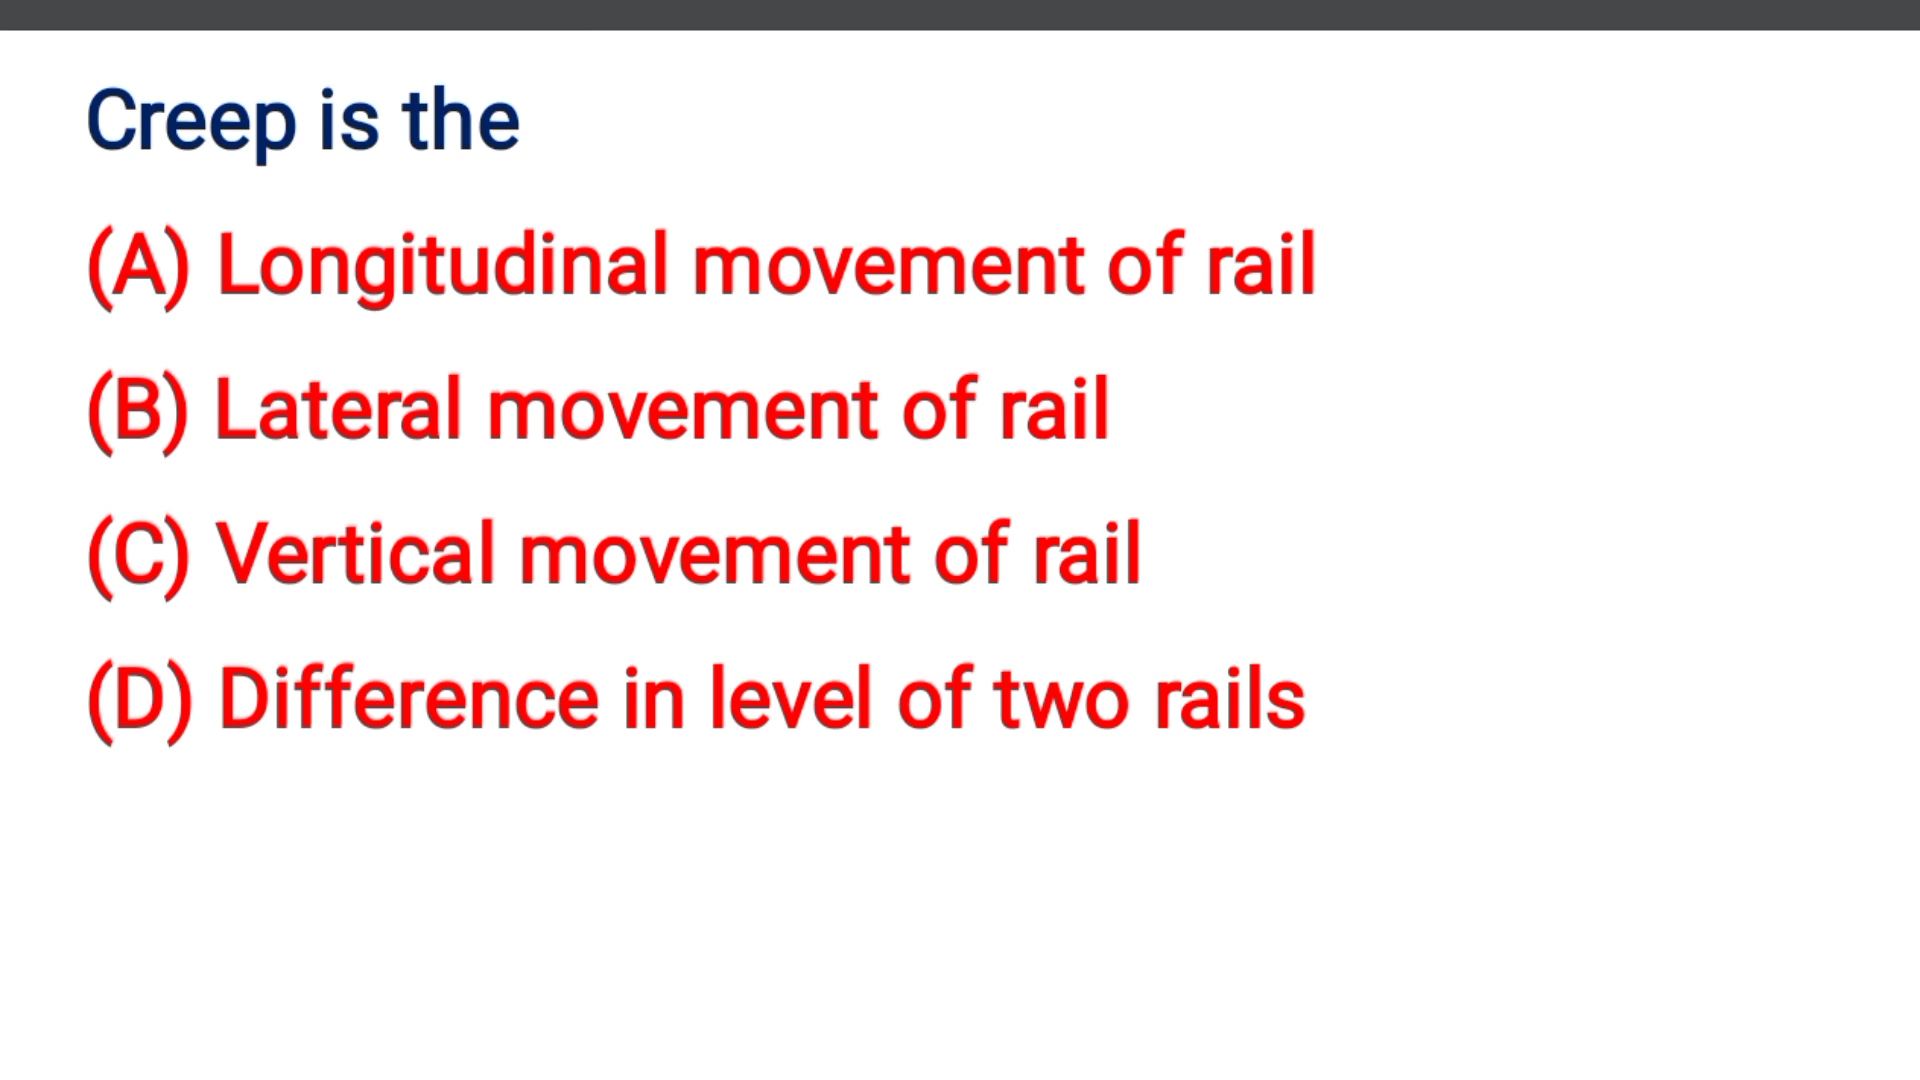 Creep is the
(A) Longitudinal movement of rail
(B) Lateral movement of rail
(C) Vertical movement of rail
(D) Difference in level of two rails